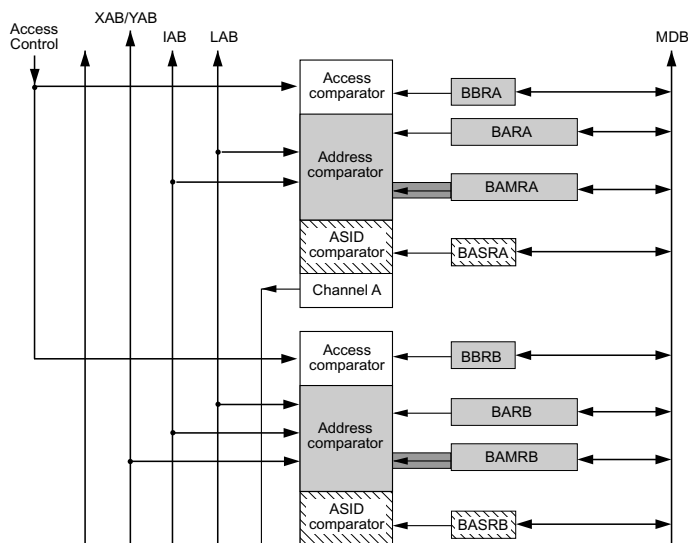 XAB/YAB
Access
Control
IAB
LAB
MDB
Access
comparator
BBRA
BARA
Address
comparator
BAMRA
ASID
comparator
BASRA
Channel A
Access
comparator
BBRB
BARB
Address
comparator
BAMRB
ASID
comparator
BASRB